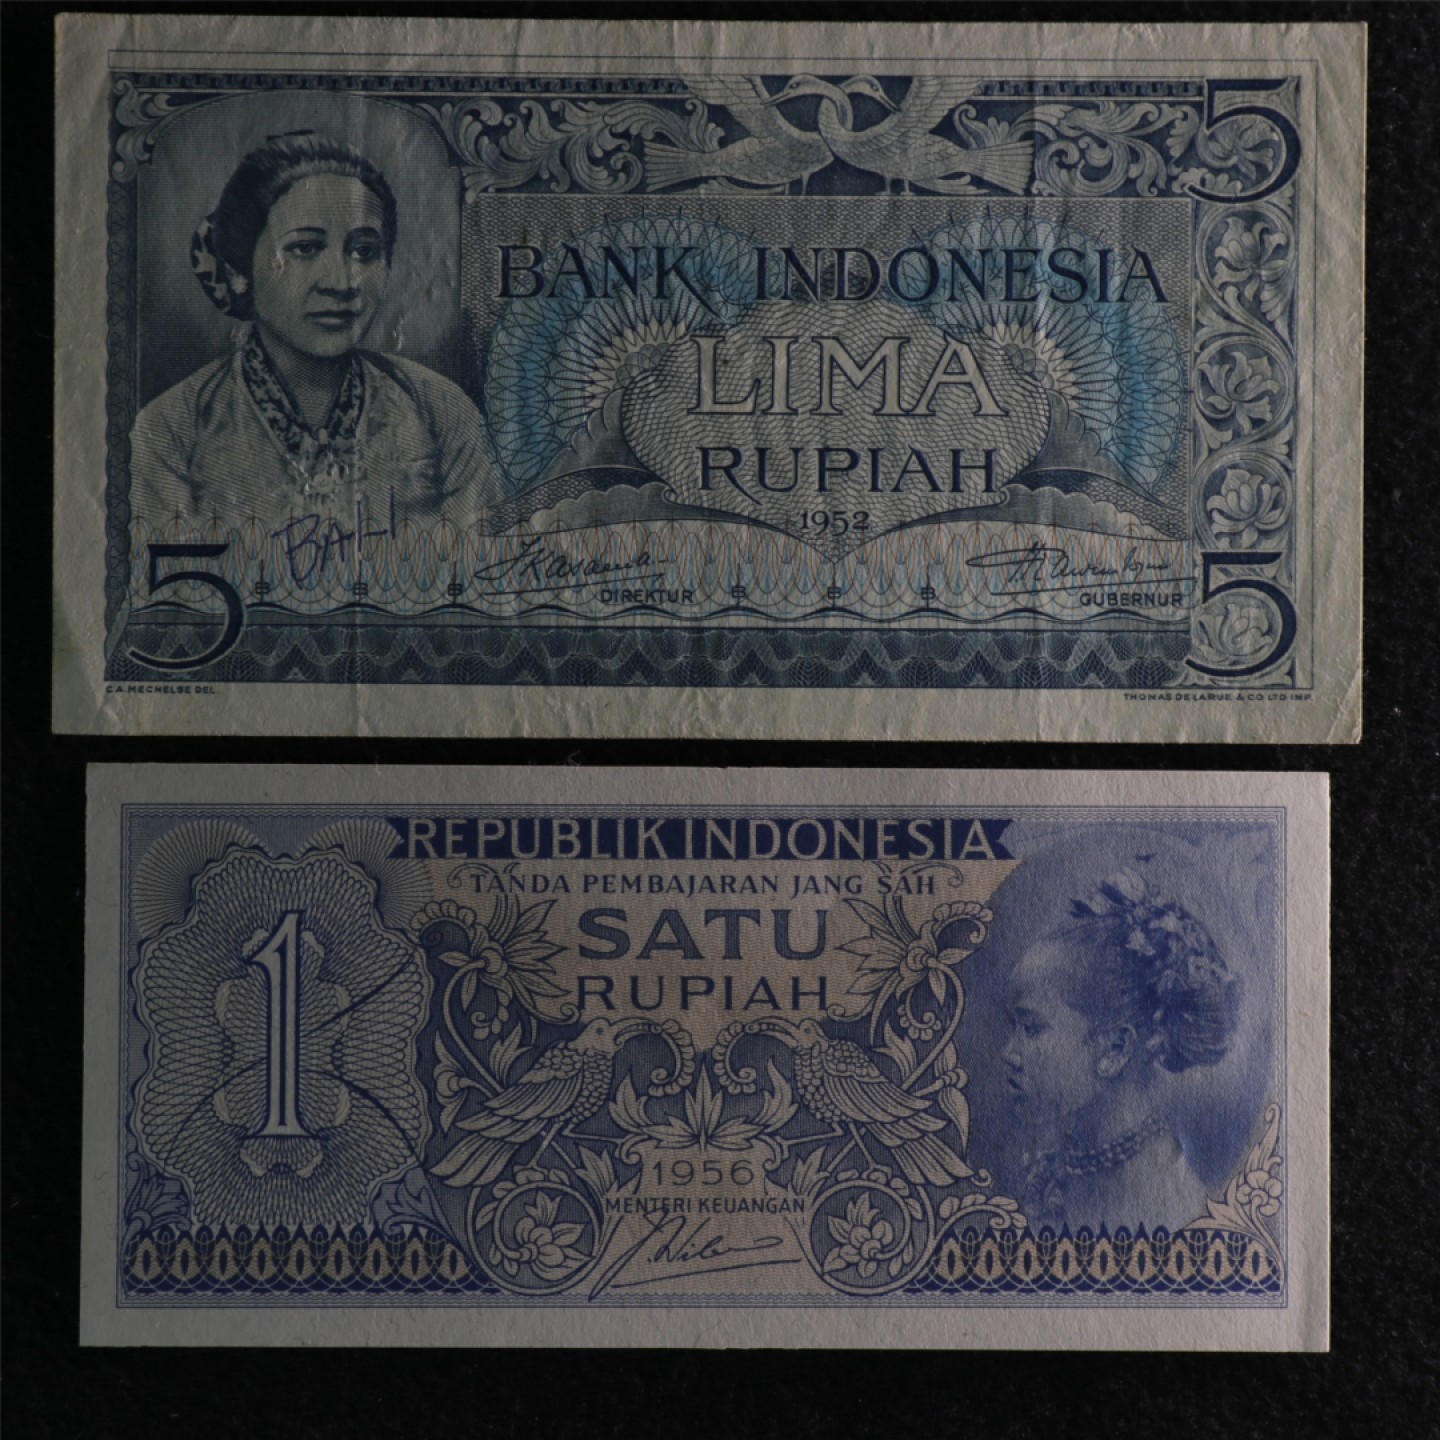 5
BANK INDONESIA
LIMA
RUPIAH
1952
BALI
5
DIREKTUR
GUBERNUR
5
C.A. MECHELSE DEL.
THOMAS DE LA RUE & CO LTD IMP.
REPUBLIK INDONESIA
TANDA PEMBAJARAN JANG SAH
SATU
RUPIAH
1
1956
MENTERI KEUANGAN